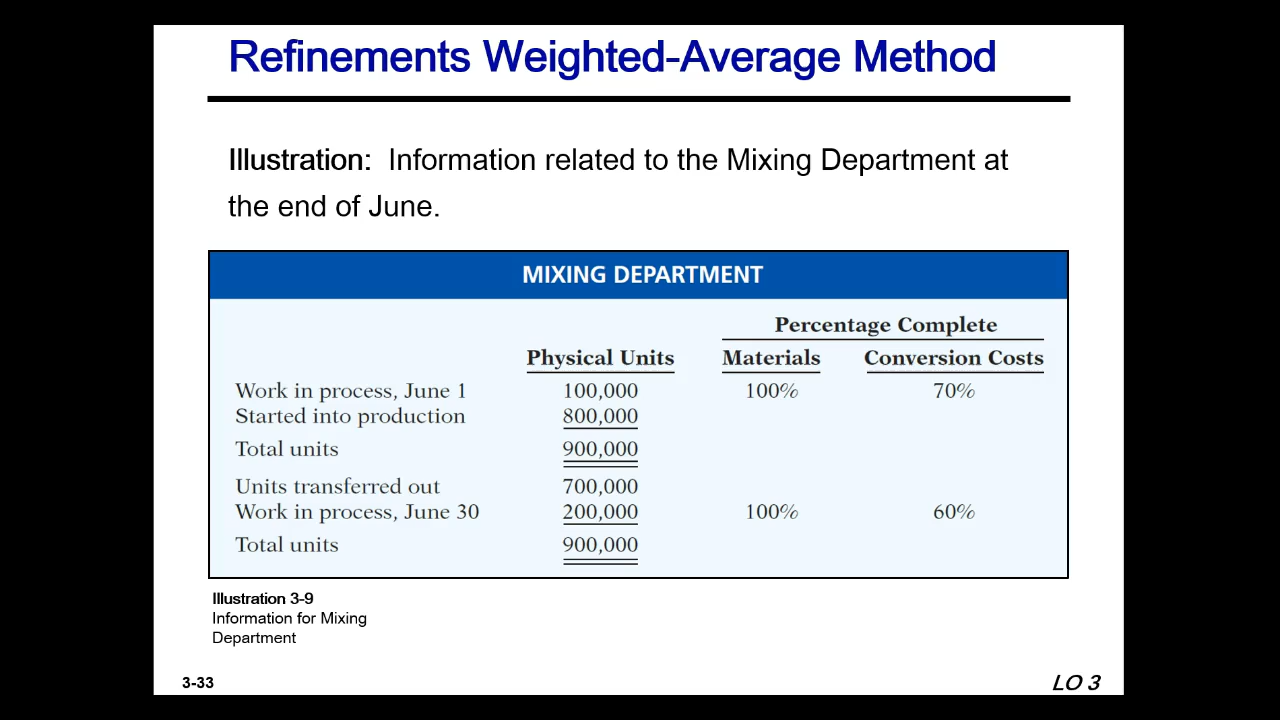 Refinements Weighted-Average Method
Illustration: Information related to the Mixing Department at
the end of June.
MIXING DEPARTMENT
Percentage Complete
Physical Units Materials Conversion Costs
Work in process, June 1 100,000 100% 70%
Started into production 800,000
Total units 900,000
Units transferred out 700,000
Work in process, June 30 200,000 100% 60%
Total units 900,000
Illustration 3-9
Information for Mixing
Department
3-33 LO 3